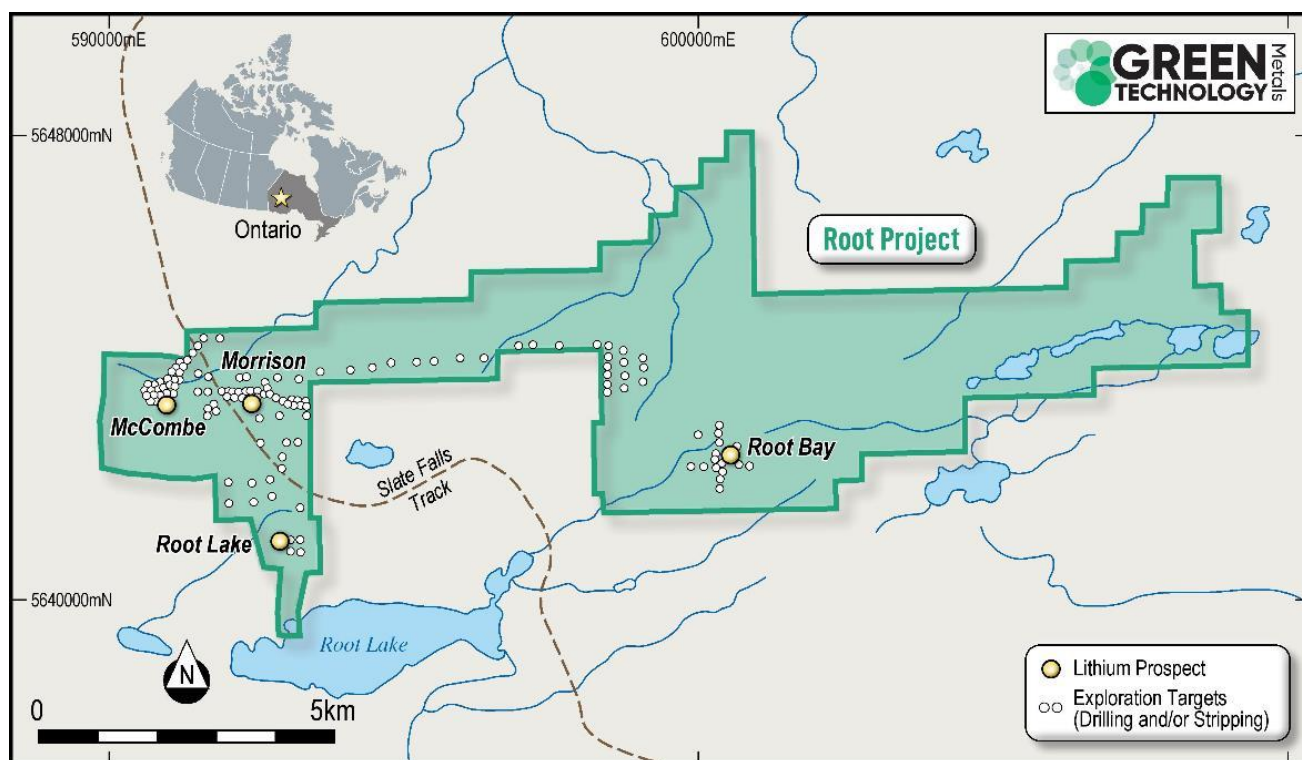 590000mE
600000mE
GREEN
TECHNOLOGY
Metals
5648000mN
Ontario
Root Project
Morrison
McCombe
Root Bay
Slate Falls
Track
Root Lake
5640000mN
Root Lake
N
0
5km
Lithium Prospect
Exploration Targets
(Drilling and/or Stripping)